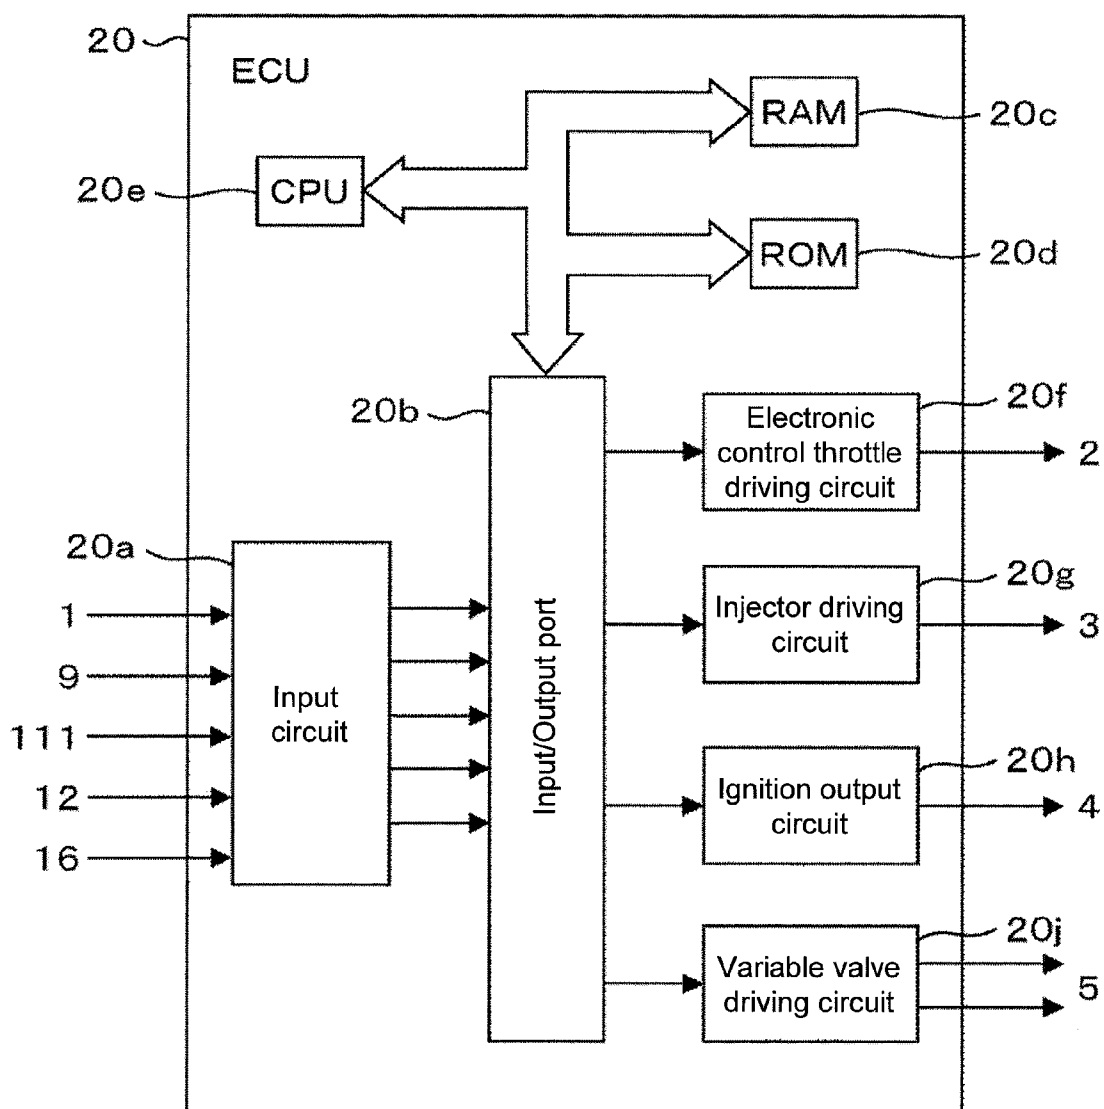 20
ECU
RAM
20c
20e
CPU
ROM
20d
20b
20f
Electronic
control throttle
driving circuit
2
20a
1
9
111
12
16
Input
circuit
Input/Output port
20g
Injector driving
circuit
3
20h
Ignition output
circuit
4
20j
Variable valve
driving circuit
5